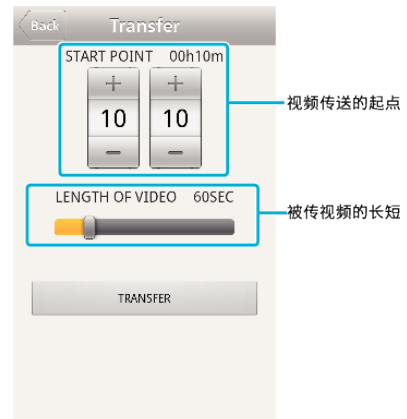 Back Transfer
START POINT 00h10m
+ +
10 10
- -
视频传送的起点
LENGTH OF VIDEO 60SEC
被传视频的长短
TRANSFER